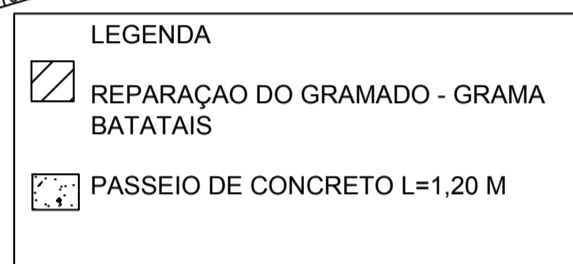 LEGENDA
REPARAÇAO DO GRAMADO - GRAMA
BATATAIS
PASSEIO DE CONCRETO L=1,20 M